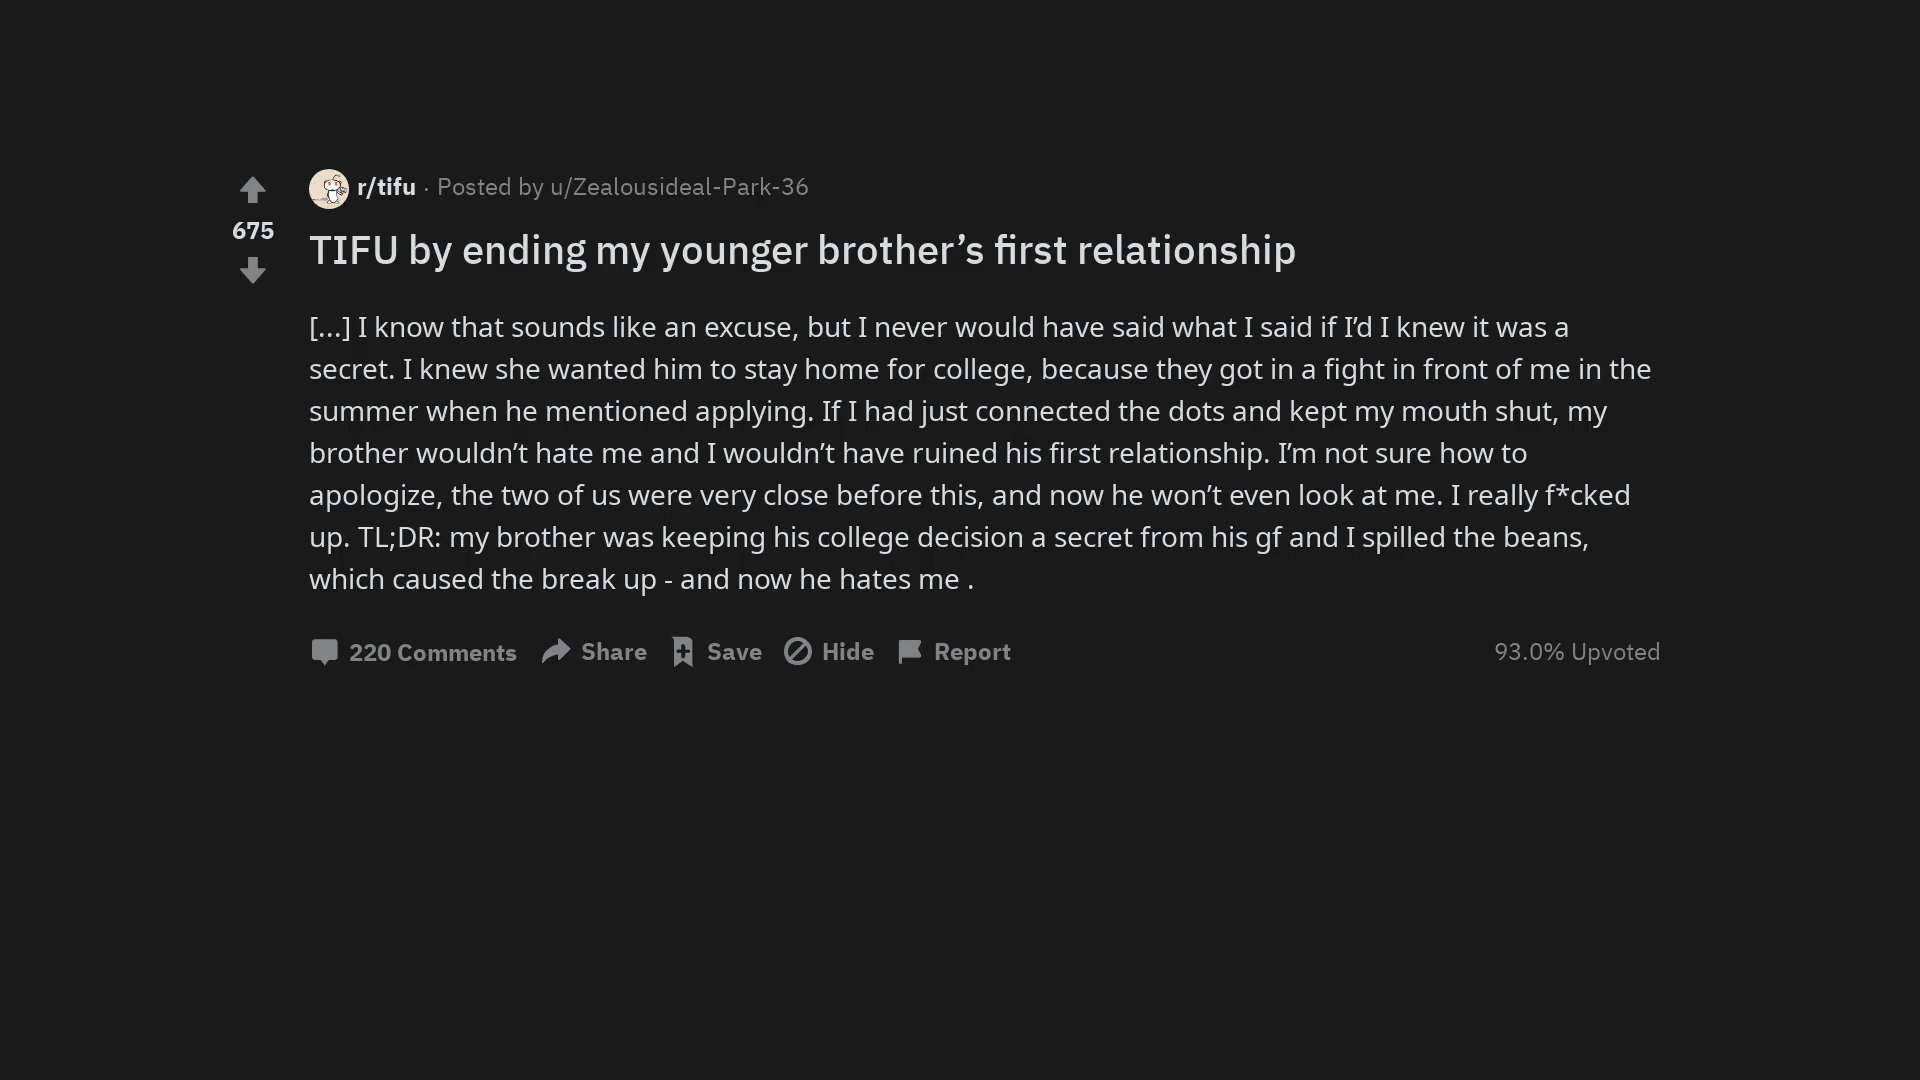 r/tifu · Posted by u/Zealousideal-Park-36
675
TIFU by ending my younger brother’s first relationship
[...] I know that sounds like an excuse, but I never would have said what I said if I’d I knew it was a
secret. I knew she wanted him to stay home for college, because they got in a fight in front of me in the
summer when he mentioned applying. If I had just connected the dots and kept my mouth shut, my
brother wouldn’t hate me and I wouldn’t have ruined his first relationship. I’m not sure how to
apologize, the two of us were very close before this, and now he won’t even look at me. I really f*cked
up. TL;DR: my brother was keeping his college decision a secret from his gf and I spilled the beans,
which caused the break up - and now he hates me .
220 Comments Share Save Hide Report 93.0% Upvoted